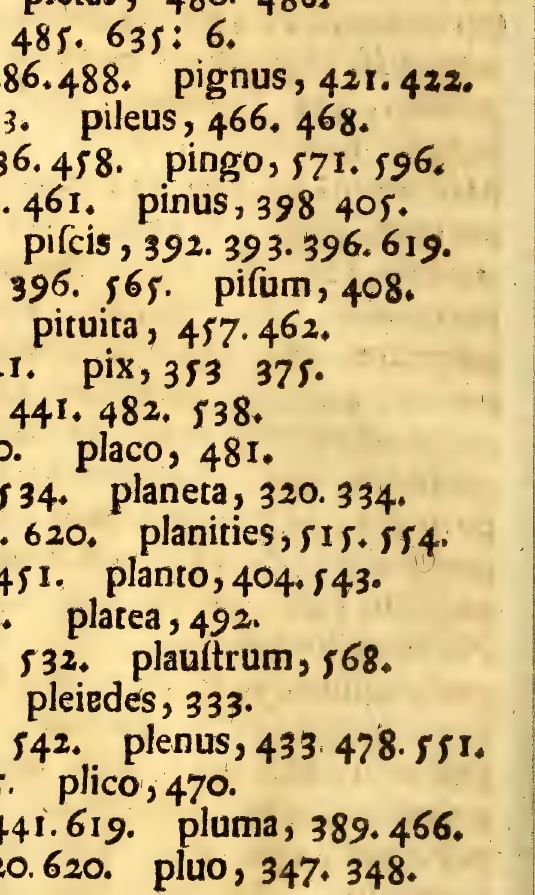 485. 635: 6.
86.488. pignus, 421. 422.
3. pileus, 466. 468.
36. 458. pingo, 571. 596.
. 461. pinus, 398 405.
piſcis, 392. 393. 396. 619.
396. 565. piſum, 408.
pituita, 457. 462.
1. pix, 353 375.
441. 482. 538.
0. placo, 481.
534. planeta, 320. 334.
. 620. planities, 515. 554.
451. planto, 404. 543.
. platea, 492.
532. plauſtrum, 568.
pleiedes, 333.
542. plenus, 433. 478. 551.
. plico, 470.
441. 619. pluma, 389. 466.
20. 620. pluo, 347. 348.